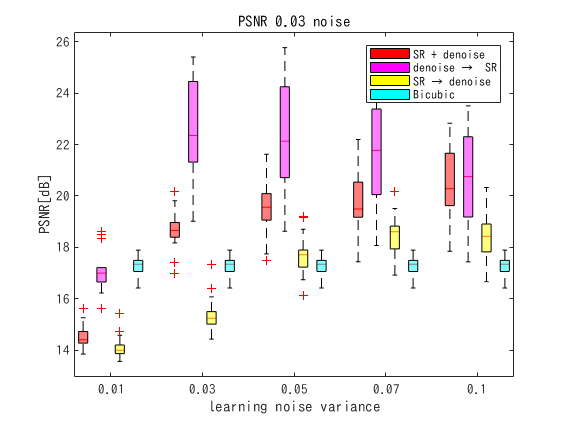 PSNR 0.03 noise
SR + denoise
denoise → SR
SR → denoise
Bicubic
PSNR[dB]
26
24
22
20
18
16
14
0.01 0.03 0.05 0.07 0.1
learning noise variance